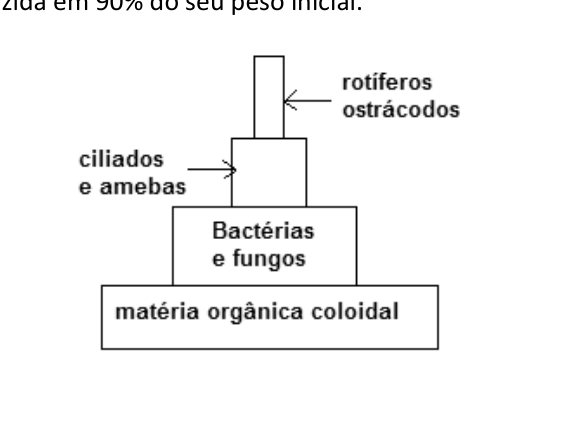 zida em 90% do seu peso inicial.
rotíferos
ostrácodos
ciliados
e amebas
Bactérias
e fungos
matéria orgânica coloidal